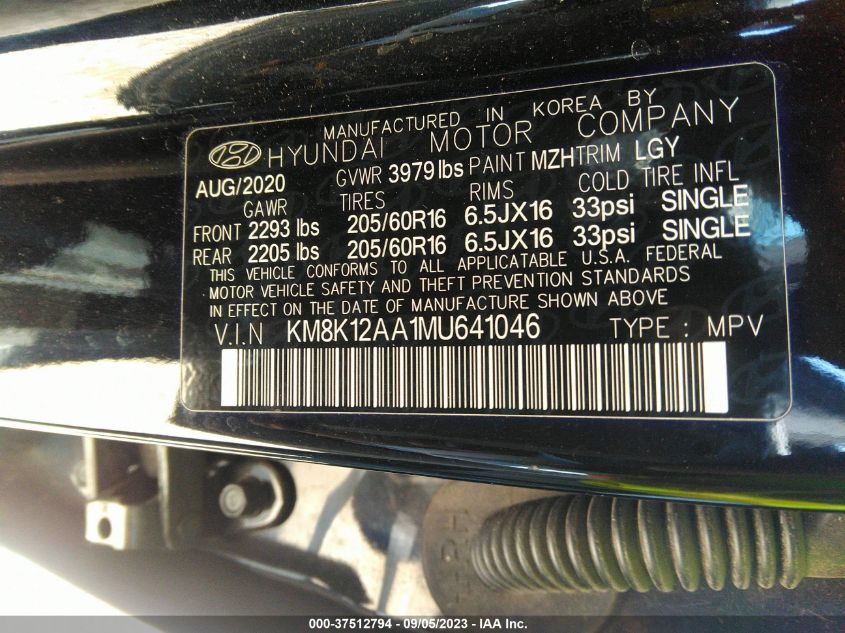 MANUFACTURED IN KOREA BY
HYUNDAI MOTOR COMPANY
AUG/2020 GVWR 3979 lbs PAINT MZH TRIM LGY
GAWR TIRES RIMS COLD TIRE INFL
FRONT 2293 lbs 205/60R16 6.5JX16 33psi SINGLE
REAR 2205 lbs 205/60R16 6.5JX16 33psi SINGLE
THIS VEHICLE CONFORMS TO ALL APPLICATABLE U.S.A. FEDERAL
MOTOR VEHICLE SAFETY AND THEFT PREVENTION STANDARDS
IN EFFECT ON THE DATE OF MANUFACTURE SHOWN ABOVE
V.I.N KM8K12AA1MU641046 TYPE : MPV
000-37512794 - 09/05/2023 - IAA Inc.